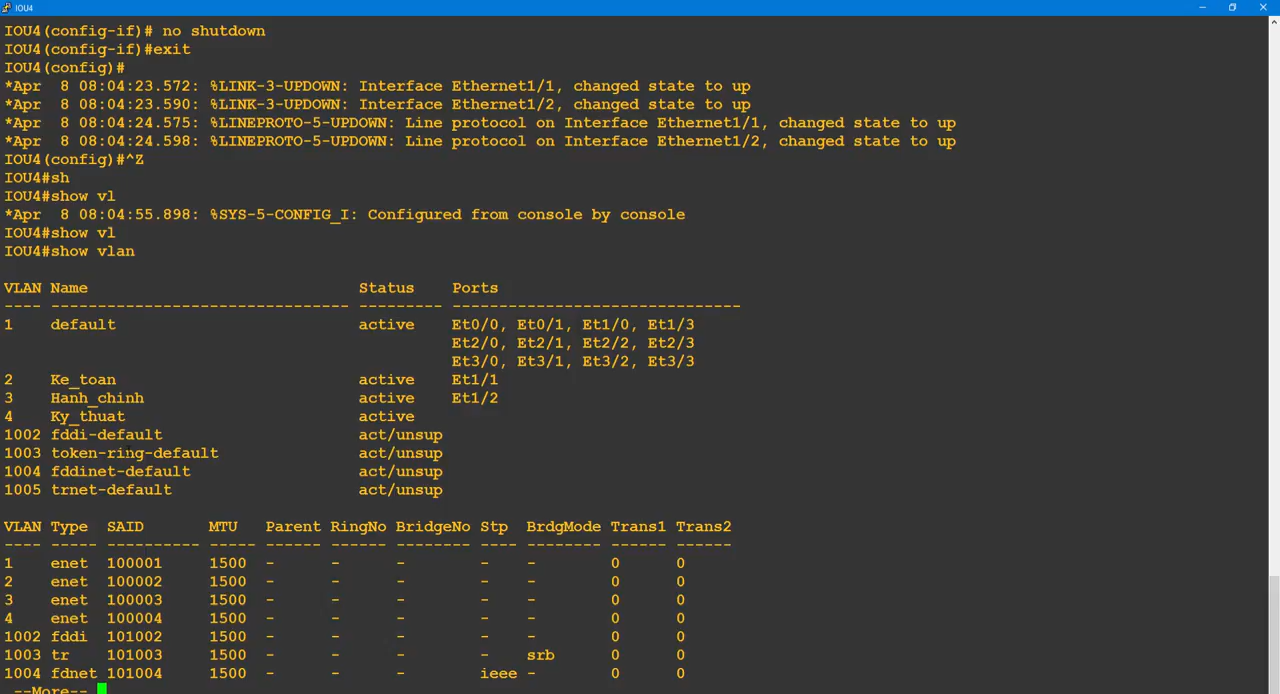 IOU4
IOU4(config-if)# no shutdown
IOU4(config-if)#exit
IOU4(config)#
*Apr  8 08:04:23.572: %LINK-3-UPDOWN: Interface Ethernet1/1, changed state to up
*Apr  8 08:04:23.590: %LINK-3-UPDOWN: Interface Ethernet1/2, changed state to up
*Apr  8 08:04:24.575: %LINEPROTO-5-UPDOWN: Line protocol on Interface Ethernet1/1, changed state to up
*Apr  8 08:04:24.598: %LINEPROTO-5-UPDOWN: Line protocol on Interface Ethernet1/2, changed state to up
IOU4(config)#^Z
IOU4#sh
IOU4#show vl
*Apr  8 08:04:55.898: %SYS-5-CONFIG_I: Configured from console by console
IOU4#show vl
IOU4#show vlan
VLAN Name                             Status    Ports
---- -------------------------------- --------- -------------------------------
1    default                          active    Et0/0, Et0/1, Et1/0, Et1/3
                                                Et2/0, Et2/1, Et2/2, Et2/3
                                                Et3/0, Et3/1, Et3/2, Et3/3
2    Ke_toan                          active    Et1/1
3    Hanh_chinh                       active    Et1/2
4    Ky_thuat                         active
1002 fddi-default                     act/unsup
1003 token-ring-default               act/unsup
1004 fddinet-default                  act/unsup
1005 trnet-default                    act/unsup
VLAN Type  SAID       MTU   Parent RingNo BridgeNo Stp  BrdgMode Trans1 Trans2
---- ----- ---------- ----- ------ ------ -------- ---- -------- ------ ------
1    enet  100001     1500  -      -      -        -    -        0      0
2    enet  100002     1500  -      -      -        -    -        0      0
3    enet  100003     1500  -      -      -        -    -        0      0
4    enet  100004     1500  -      -      -        -    -        0      0
1002 fddi  101002     1500  -      -      -        -    -        0      0
1003 tr    101003     1500  -      -      -        -    srb      0      0
1004 fdnet 101004     1500  -      -      -        ieee -        0      0
--More--